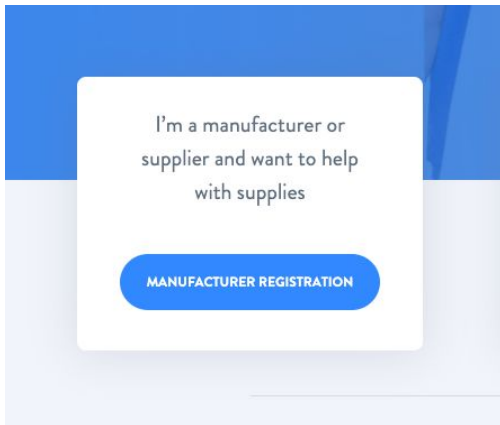 I’m a manufacturer or
supplier and want to help
with supplies
MANUFACTURER REGISTRATION